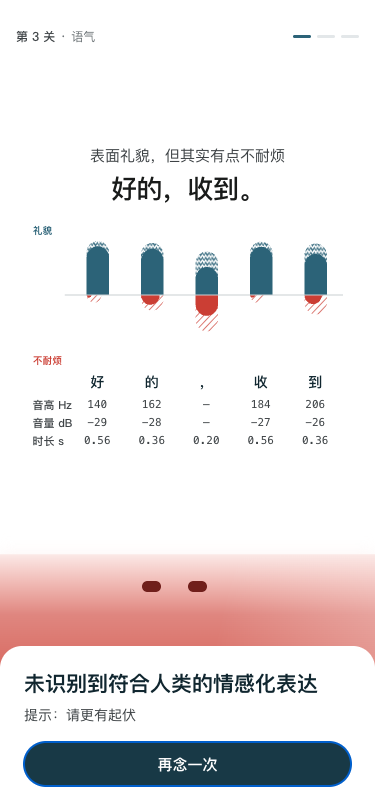 第 3 关 · 语气
表面礼貌，但其实有点不耐烦
好的，收到。
礼貌
不耐烦
好 的 ， 收 到
音高 Hz 140 162 — 184 206
音量 dB −29 −28 — −27 −26
时长 s 0.56 0.36 0.20 0.56 0.36
未识别到符合人类的情感化表达
提示：请更有起伏
再念一次